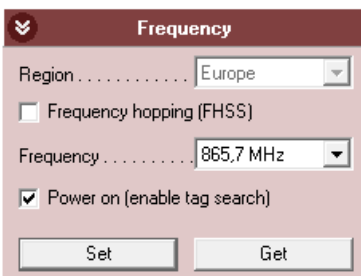 Frequency
Region . . . . . . . . . . . . Europe
Frequency hopping (FHSS)
Frequency . . . . . . . . . . 865,7 MHz
Power on (enable tag search)
Set Get